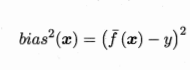 bias²(x) = (f̄(x) − y)²